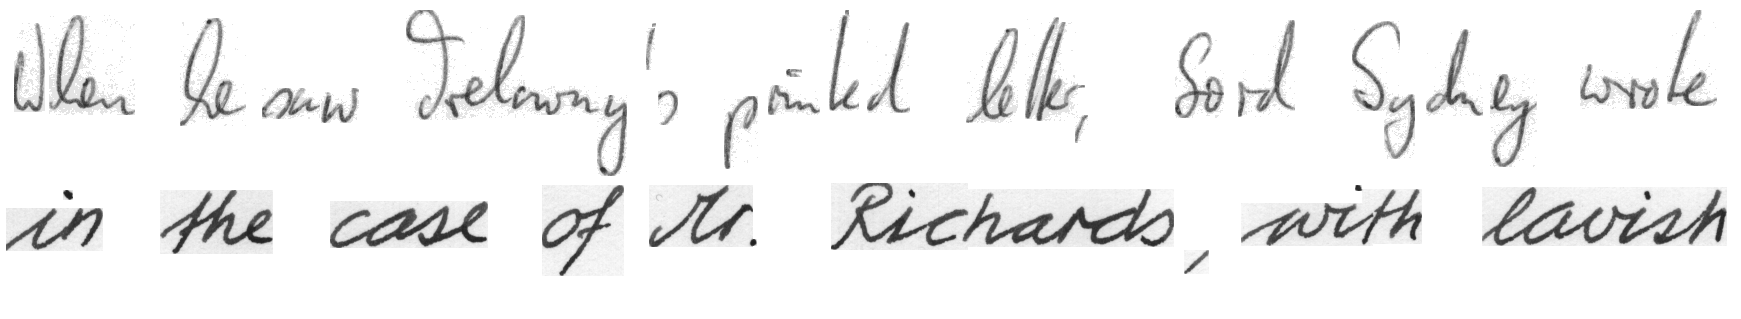 When he saw Trelawny's printed letter, Lord Sydney wrote
in the case of Mr. Richards, with lavish